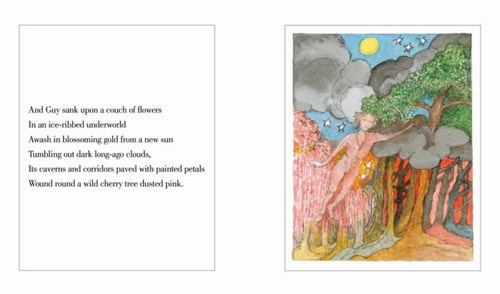 And Guy sank upon a couch of flowers
In an ice-ribbed underworld
Awash in blossoming gold from a new sun
Tumbling out dark long-ago clouds,
Its caverns and corridors paved with painted petals
Wound round a wild cherry tree dusted pink.